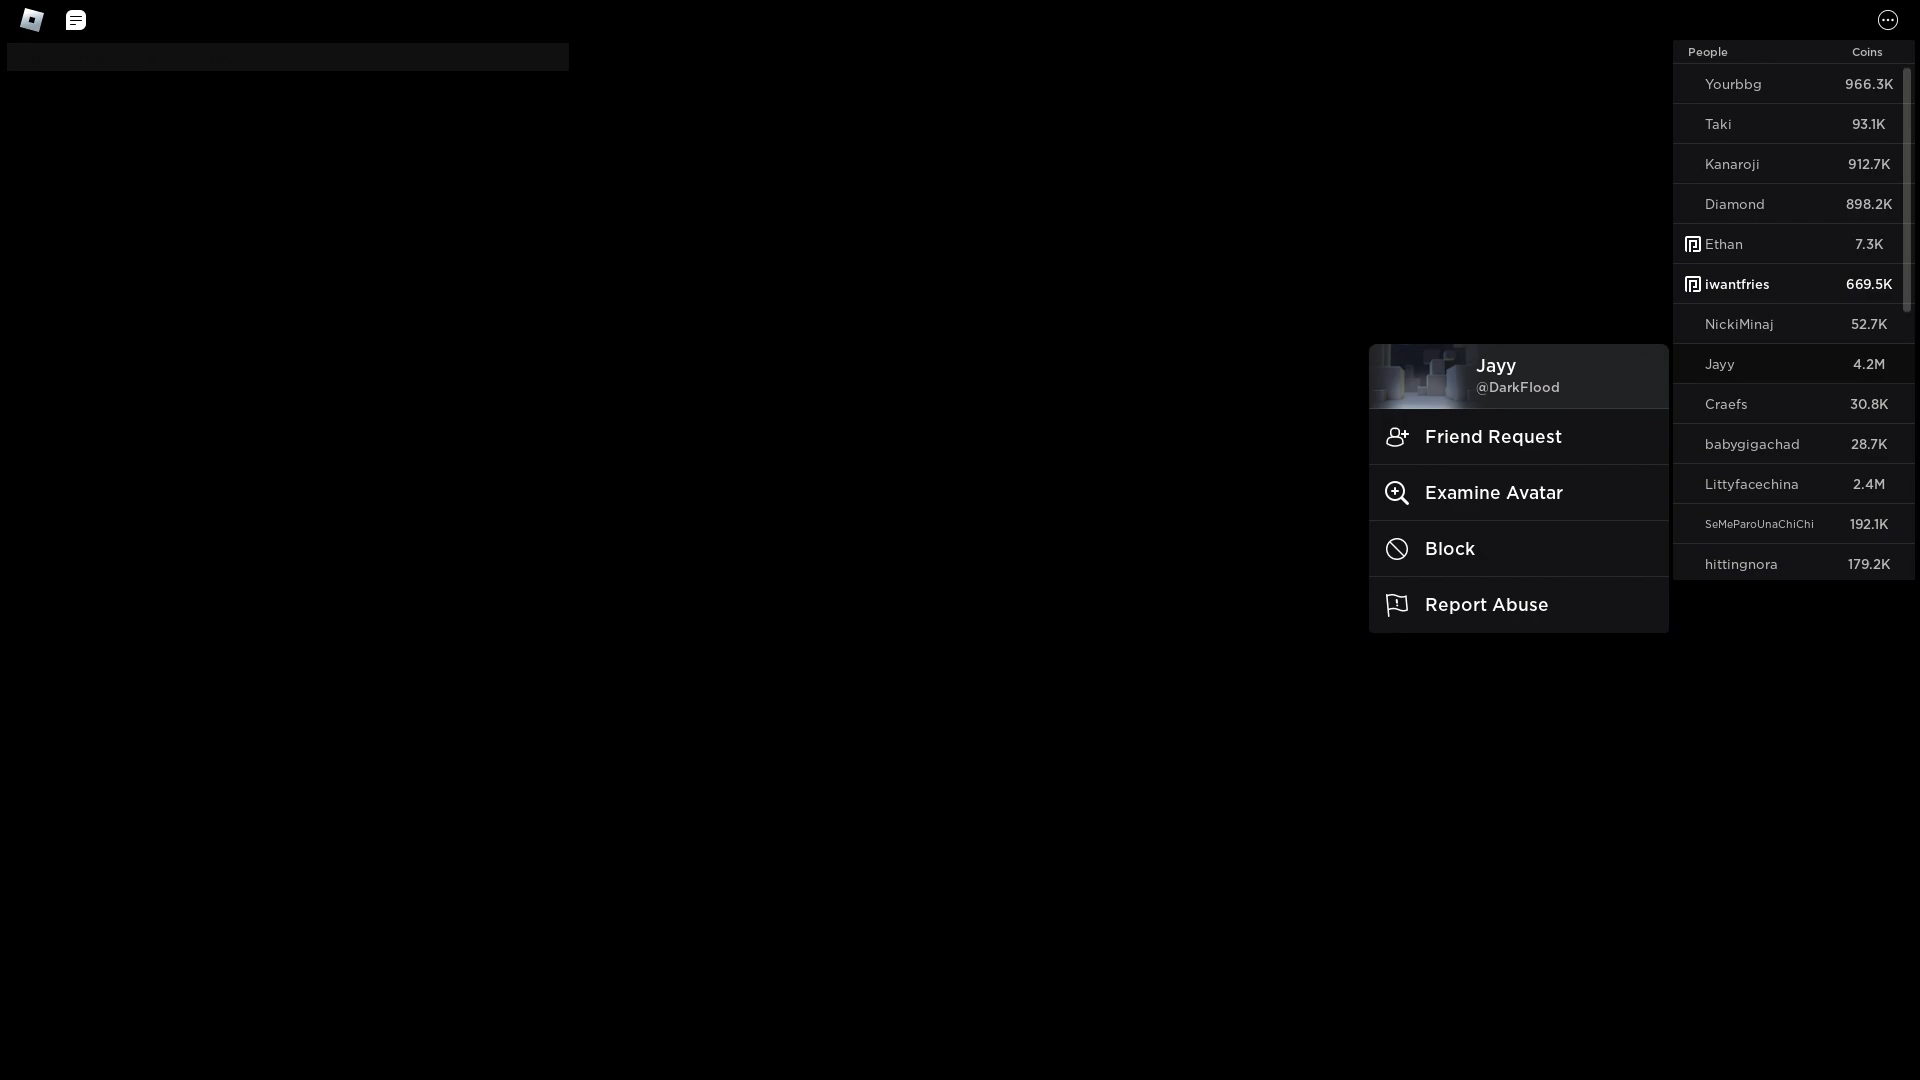 People Coins
Yourbbg 966.3K
Taki 93.1K
Kanaroji 912.7K
Diamond 898.2K
Ethan 7.3K
iwantfries 669.5K
NickiMinaj 52.7K
Jayy 4.2M
Craefs 30.8K
babygigachad 28.7K
Littyfacechina 2.4M
SeMeParoUnaChiChi 192.1K
hittingnora 179.2K
Jayy
@DarkFlood
Friend Request
Examine Avatar
Block
Report Abuse